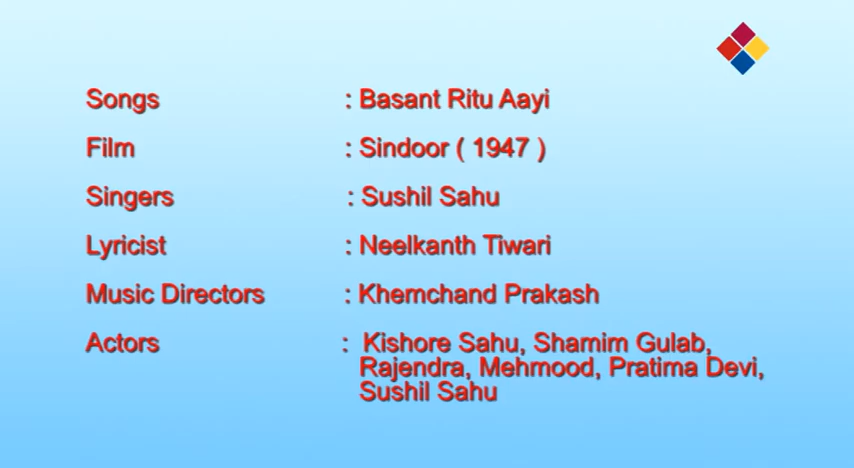 Songs : Basant Ritu Aayi
Film : Sindoor ( 1947 )
Singers : Sushil Sahu
Lyricist : Neelkanth Tiwari
Music Directors : Khemchand Prakash
Actors : Kishore Sahu, Shamim Gulab,
Rajendra, Mehmood, Pratima Devi,
Sushil Sahu